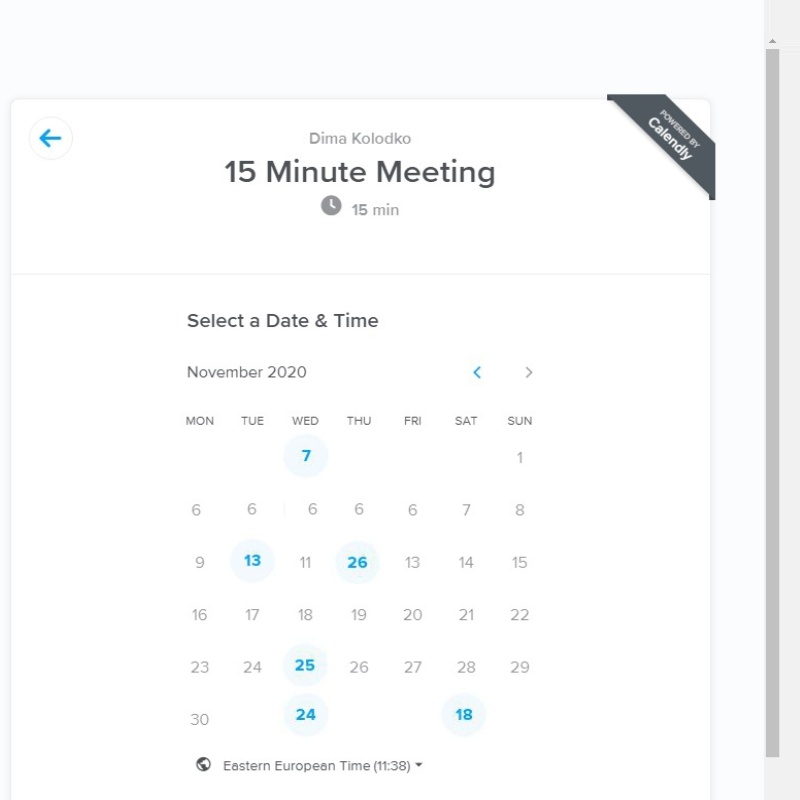 POWERED BY
Calendly
Dima Kolodko
15 Minute Meeting
15 min
Select a Date & Time
November 2020
MON TUE WED THU FRI SAT SUN
7 1
6 6 6 6 6 7 8
9 13 11 26 13 14 15
16 17 18 19 20 21 22
23 24 25 26 27 28 29
30 24 18
Eastern European Time (11:38)